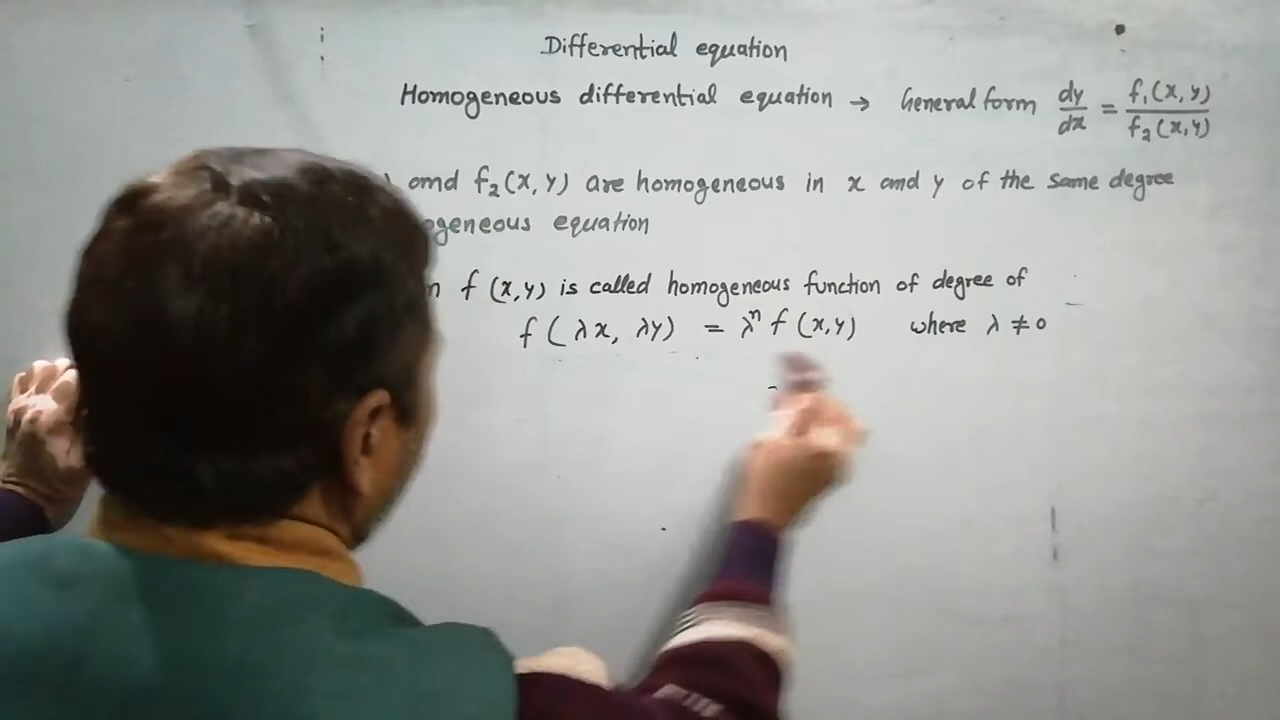 Differential equation
Homogeneous differential equation → General form dy/dx = f₁(x,y)/f₂(x,y)
and f₂(x,y) are homogeneous in x and y of the same degree
equation
f (x,y) is called homogeneous function of degree of
f ( λx, λy) = λⁿ f (x,y) where λ ≠ 0